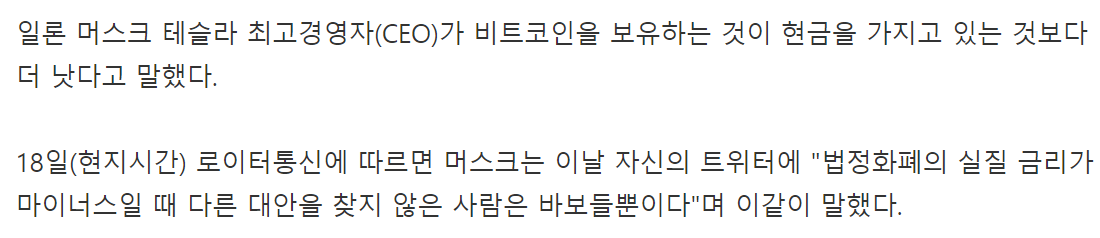 일론 머스크 테슬라 최고경영자(CEO)가 비트코인을 보유하는 것이 현금을 가지고 있는 것보다
더 낫다고 말했다.
18일(현지시간) 로이터통신에 따르면 머스크는 이날 자신의 트위터에 "법정화폐의 실질 금리가
마이너스일 때 다른 대안을 찾지 않은 사람은 바보들뿐이다"며 이같이 말했다.